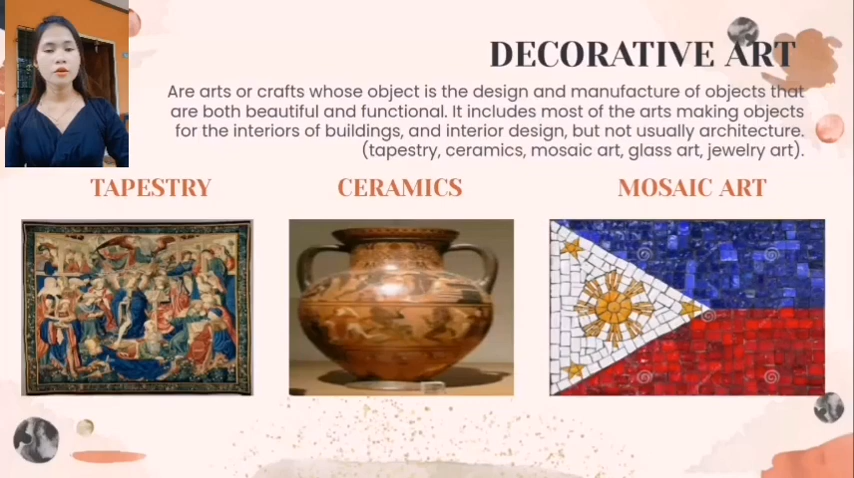 DECORATIVE ART
Are arts or crafts whose object is the design and manufacture of objects that
are both beautiful and functional. It includes most of the arts making objects
for the interiors of buildings, and interior design, but not usually architecture.
(tapestry, ceramics, mosaic art, glass art, jewelry art).
TAPESTRY
CERAMICS
MOSAIC ART